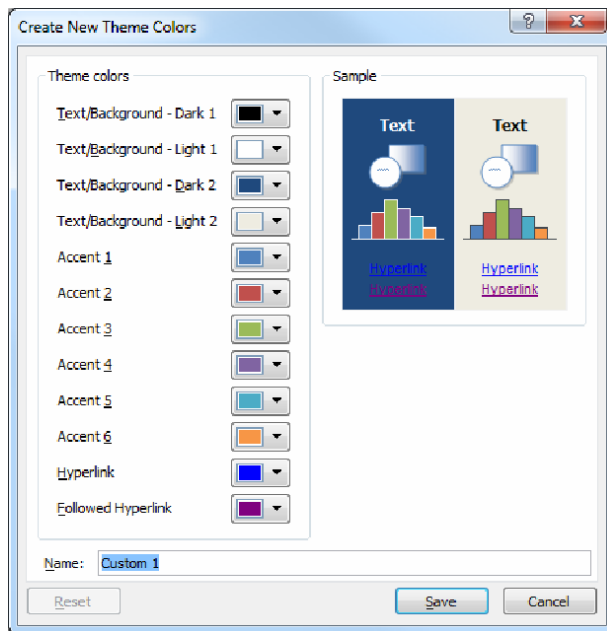 Create New Theme Colors
Theme colors
Text/Background - Dark 1
Text/Background - Light 1
Text/Background - Dark 2
Text/Background - Light 2
Accent 1
Accent 2
Accent 3
Accent 4
Accent 5
Accent 6
Hyperlink
Followed Hyperlink
Sample
Text Text
Hyperlink Hyperlink
Hyperlink Hyperlink
Name: Custom 1
Reset Save Cancel